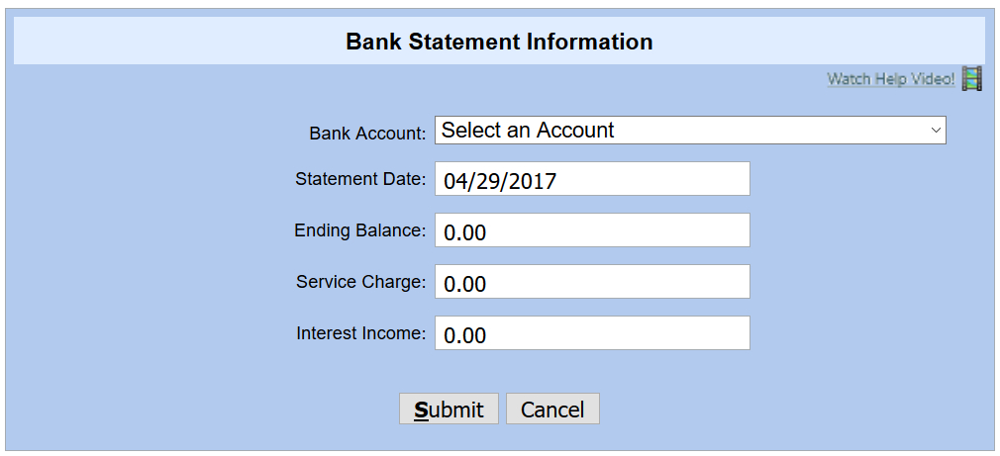 Bank Statement Information
Watch Help Video!
Bank Account: Select an Account
Statement Date: 04/29/2017
Ending Balance: 0.00
Service Charge: 0.00
Interest Income: 0.00
Submit Cancel